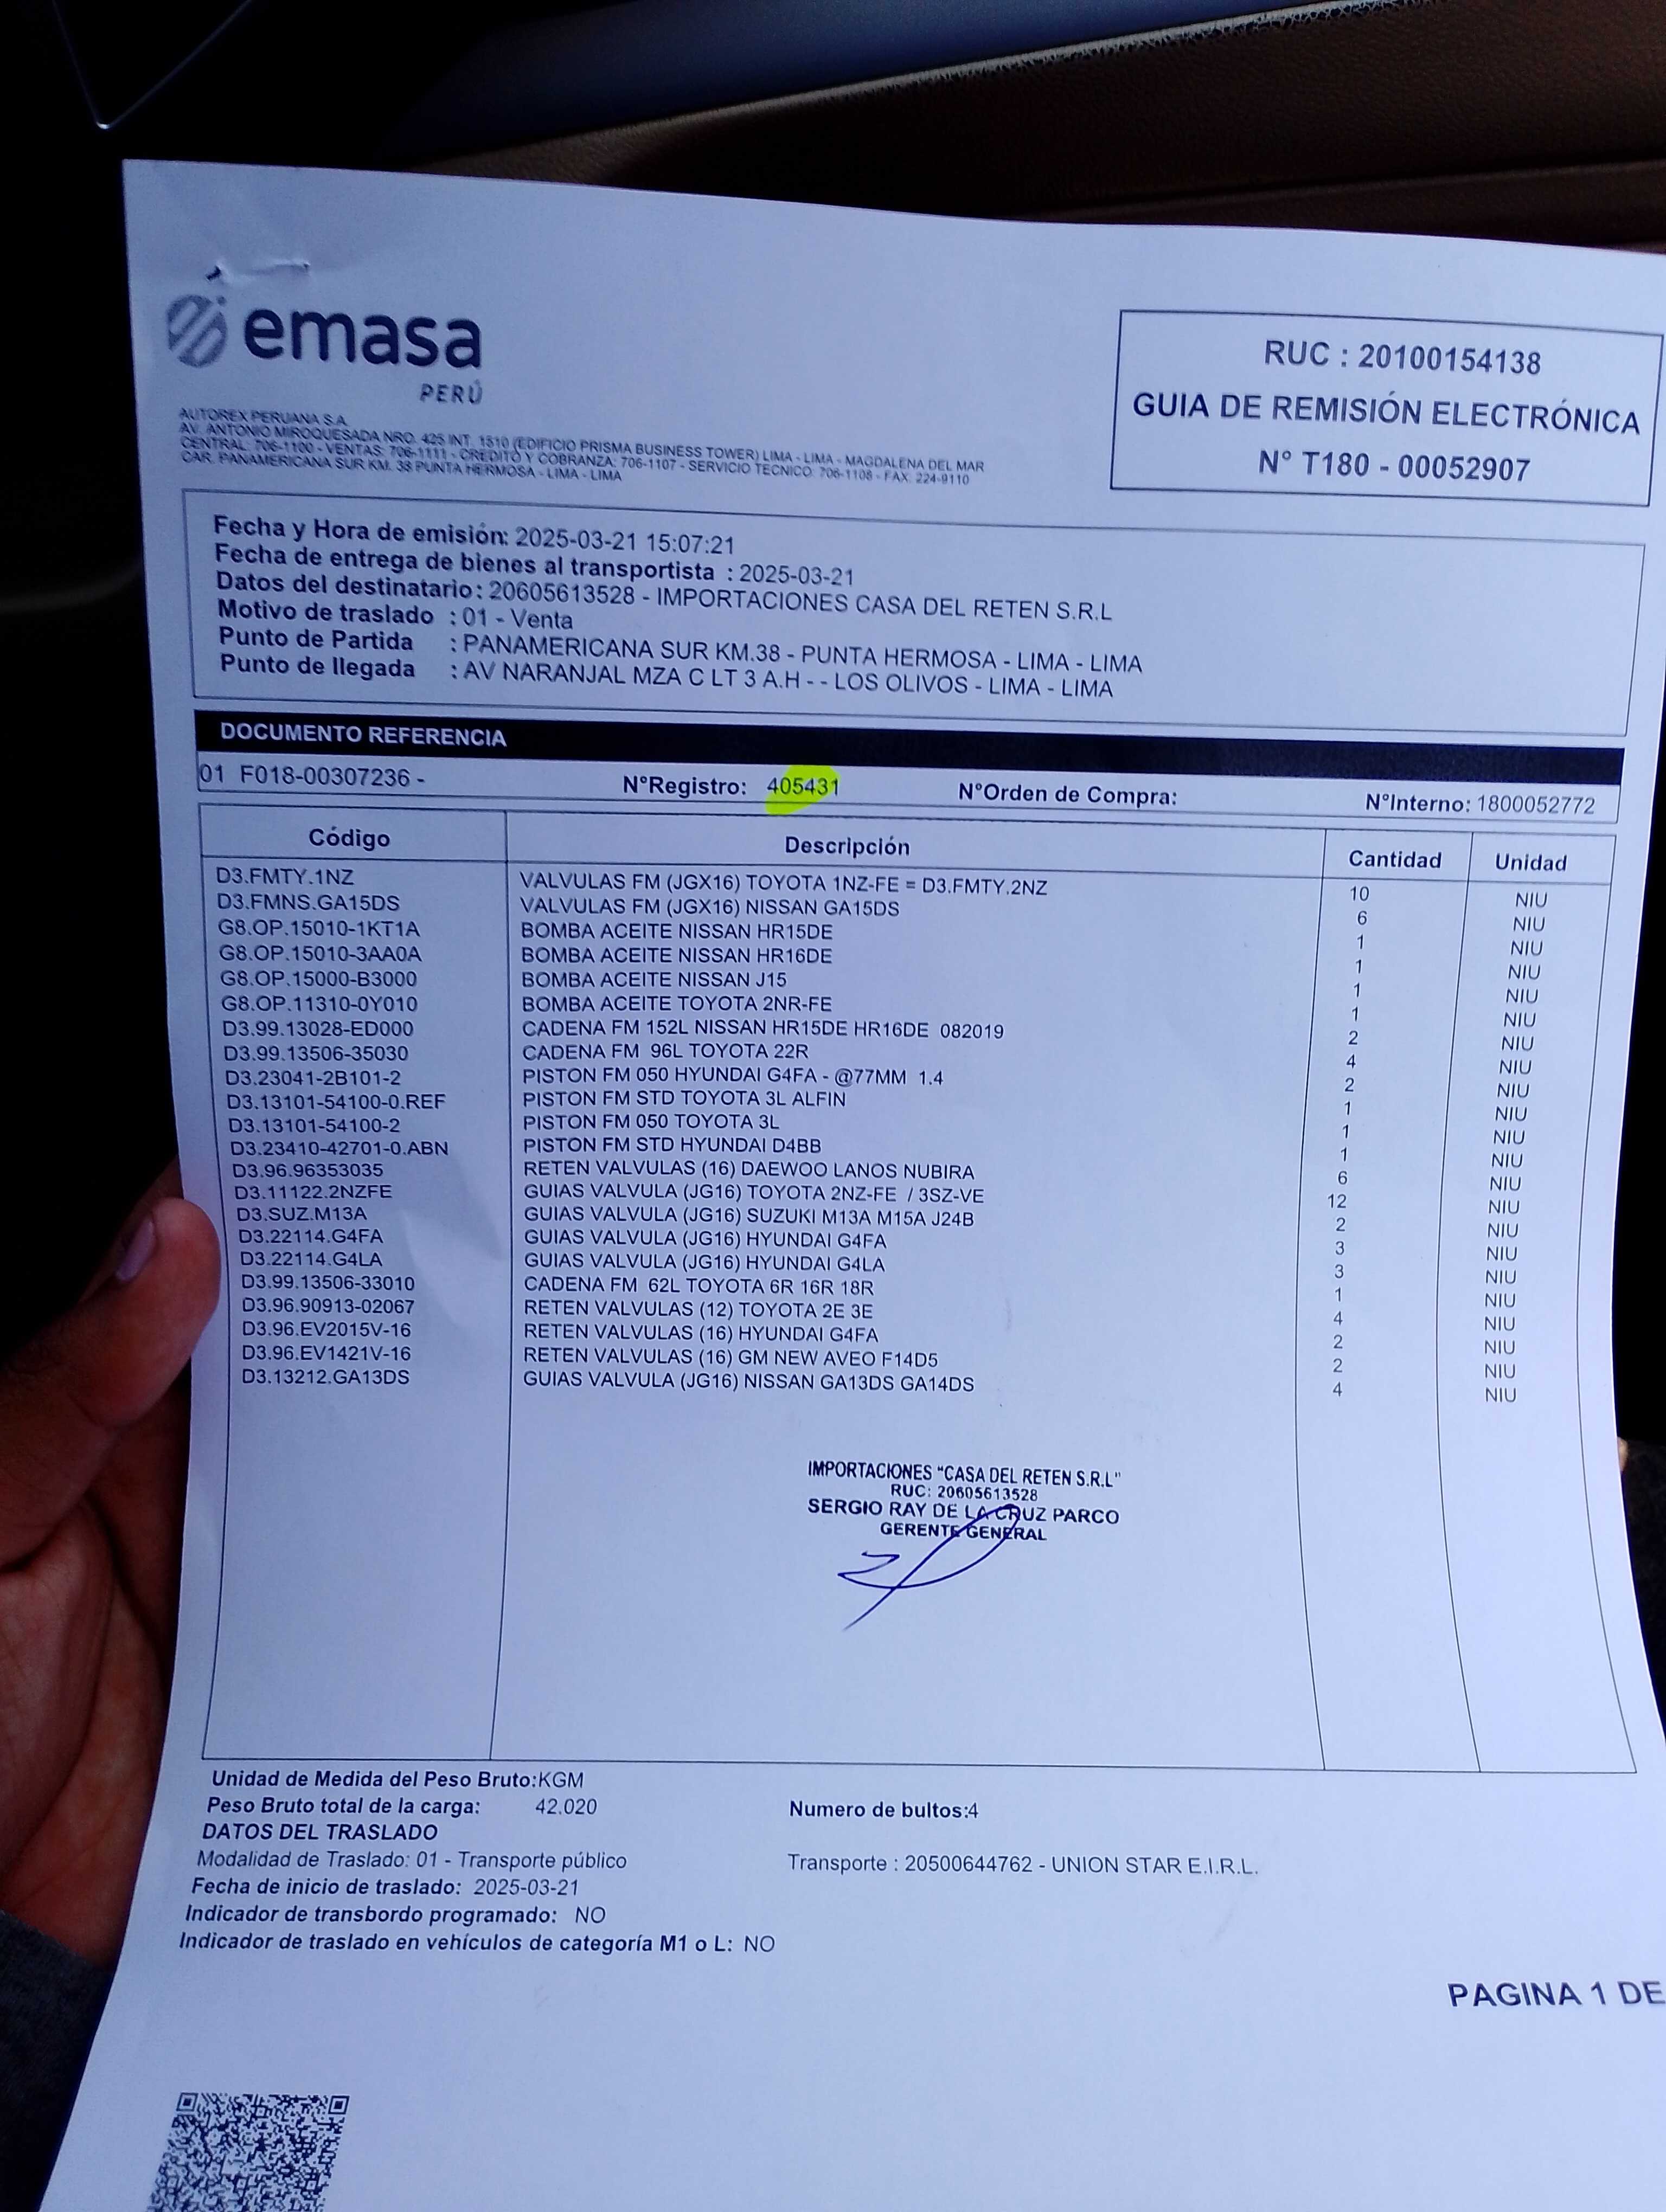 emasa
PERÚ
AUTOREX PERUANA S.A.
AV. ANTONIO MIROQUESADA NRO. 425 INT. 1510 (EDIFICIO PRISMA BUSINESS TOWER) LIMA - LIMA - MAGDALENA DEL MAR
CENTRAL: 706-1100 - VENTAS: 706-1111 - CREDITO Y COBRANZA: 706-1107 - SERVICIO TECNICO: 706-1108 - FAX: 224-9110
CAR. PANAMERICANA SUR KM. 38 PUNTA HERMOSA - LIMA - LIMA
RUC : 20100154138
GUIA DE REMISIÓN ELECTRÓNICA
N° T180 - 00052907
Fecha y Hora de emisión: 2025-03-21 15:07:21
Fecha de entrega de bienes al transportista : 2025-03-21
Datos del destinatario : 20605613528 - IMPORTACIONES CASA DEL RETEN S.R.L
Motivo de traslado : 01 - Venta
Punto de Partida : PANAMERICANA SUR KM.38 - PUNTA HERMOSA - LIMA - LIMA
Punto de llegada : AV NARANJAL MZA C LT 3 A.H - - LOS OLIVOS - LIMA - LIMA
DOCUMENTO REFERENCIA
01 F018-00307236 - N°Registro: 405431 N°Orden de Compra: N°Interno: 1800052772
Código Descripción Cantidad Unidad
D3.FMTY.1NZ VALVULAS FM (JGX16) TOYOTA 1NZ-FE = D3.FMTY.2NZ 10 NIU
D3.FMNS.GA15DS VALVULAS FM (JGX16) NISSAN GA15DS 6 NIU
G8.OP.15010-1KT1A BOMBA ACEITE NISSAN HR15DE 1 NIU
G8.OP.15010-3AA0A BOMBA ACEITE NISSAN HR16DE 1 NIU
G8.OP.15000-B3000 BOMBA ACEITE NISSAN J15 1 NIU
G8.OP.11310-0Y010 BOMBA ACEITE TOYOTA 2NR-FE 1 NIU
D3.99.13028-ED000 CADENA FM 152L NISSAN HR15DE HR16DE 082019 2 NIU
D3.99.13506-35030 CADENA FM 96L TOYOTA 22R 4 NIU
D3.23041-2B101-2 PISTON FM 050 HYUNDAI G4FA - @77MM 1.4 2 NIU
D3.13101-54100-0.REF PISTON FM STD TOYOTA 3L ALFIN 1 NIU
D3.13101-54100-2 PISTON FM 050 TOYOTA 3L 1 NIU
D3.23410-42701-0.ABN PISTON FM STD HYUNDAI D4BB 1 NIU
D3.96.96353035 RETEN VALVULAS (16) DAEWOO LANOS NUBIRA 6 NIU
D3.11122.2NZFE GUIAS VALVULA (JG16) TOYOTA 2NZ-FE / 3SZ-VE 12 NIU
D3.SUZ.M13A GUIAS VALVULA (JG16) SUZUKI M13A M15A J24B 2 NIU
D3.22114.G4FA GUIAS VALVULA (JG16) HYUNDAI G4FA 3 NIU
D3.22114.G4LA GUIAS VALVULA (JG16) HYUNDAI G4LA 3 NIU
D3.99.13506-33010 CADENA FM 62L TOYOTA 6R 16R 18R 1 NIU
D3.96.90913-02067 RETEN VALVULAS (12) TOYOTA 2E 3E 4 NIU
D3.96.EV2015V-16 RETEN VALVULAS (16) HYUNDAI G4FA 2 NIU
D3.96.EV1421V-16 RETEN VALVULAS (16) GM NEW AVEO F14D5 2 NIU
D3.13212.GA13DS GUIAS VALVULA (JG16) NISSAN GA13DS GA14DS 4 NIU
IMPORTACIONES "CASA DEL RETEN S.R.L"
RUC: 20605613528
SERGIO RAY DE LA CRUZ PARCO
GERENTE GENERAL
Unidad de Medida del Peso Bruto:KGM
Peso Bruto total de la carga: 42.020 Numero de bultos:4
DATOS DEL TRASLADO
Modalidad de Traslado: 01 - Transporte público Transporte : 20500644762 - UNION STAR E.I.R.L.
Fecha de inicio de traslado: 2025-03-21
Indicador de transbordo programado: NO
Indicador de traslado en vehículos de categoría M1 o L: NO
PAGINA 1 DE